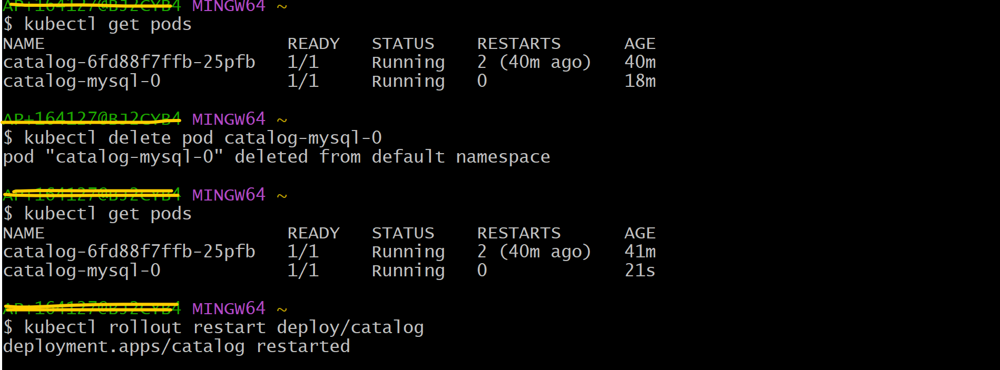 MINGW64 ~
$ kubectl get pods
NAME                       READY   STATUS    RESTARTS      AGE
catalog-6fd88f7ffb-25pfb   1/1     Running   2 (40m ago)   40m
catalog-mysql-0            1/1     Running   0             18m
MINGW64 ~
$ kubectl delete pod catalog-mysql-0
pod "catalog-mysql-0" deleted from default namespace
MINGW64 ~
$ kubectl get pods
NAME                       READY   STATUS    RESTARTS      AGE
catalog-6fd88f7ffb-25pfb   1/1     Running   2 (40m ago)   41m
catalog-mysql-0            1/1     Running   0             21s
MINGW64 ~
$ kubectl rollout restart deploy/catalog
deployment.apps/catalog restarted